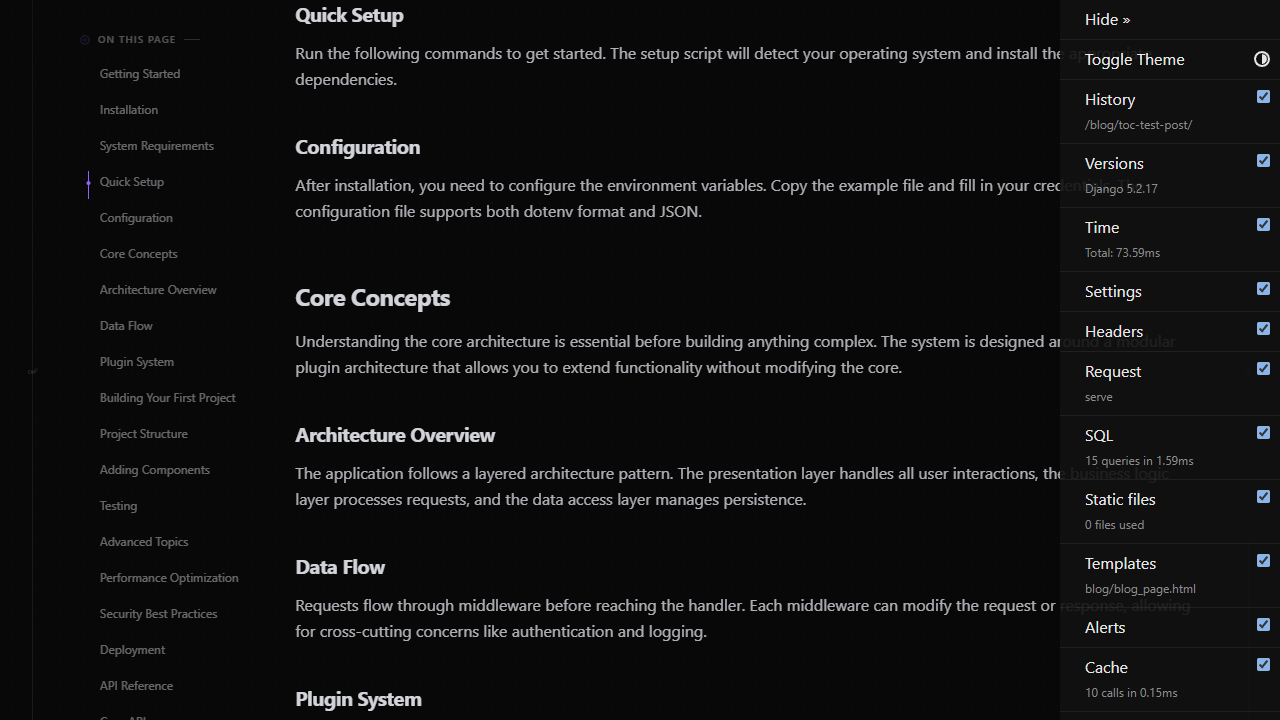 ON THIS PAGE
Getting Started
Installation
System Requirements
Quick Setup
Configuration
Core Concepts
Architecture Overview
Data Flow
Plugin System
Building Your First Project
Project Structure
Adding Components
Testing
Advanced Topics
Performance Optimization
Security Best Practices
Deployment
API Reference
Quick Setup
Run the following commands to get started. The setup script will detect your operating system and install the appropriate
dependencies.
Configuration
After installation, you need to configure the environment variables. Copy the example file and fill in your credentials. The
configuration file supports both dotenv format and JSON.
Core Concepts
Understanding the core architecture is essential before building anything complex. The system is designed around a modular
plugin architecture that allows you to extend functionality without modifying the core.
Architecture Overview
The application follows a layered architecture pattern. The presentation layer handles all user interactions, the business logic
layer processes requests, and the data access layer manages persistence.
Data Flow
Requests flow through middleware before reaching the handler. Each middleware can modify the request or response, allowing
for cross-cutting concerns like authentication and logging.
Plugin System
Hide »
Toggle Theme
History
/blog/toc-test-post/
Versions
Django 5.2.17
Time
Total: 73.59ms
Settings
Headers
Request
serve
SQL
15 queries in 1.59ms
Static files
0 files used
Templates
blog/blog_page.html
Alerts
Cache
10 calls in 0.15ms